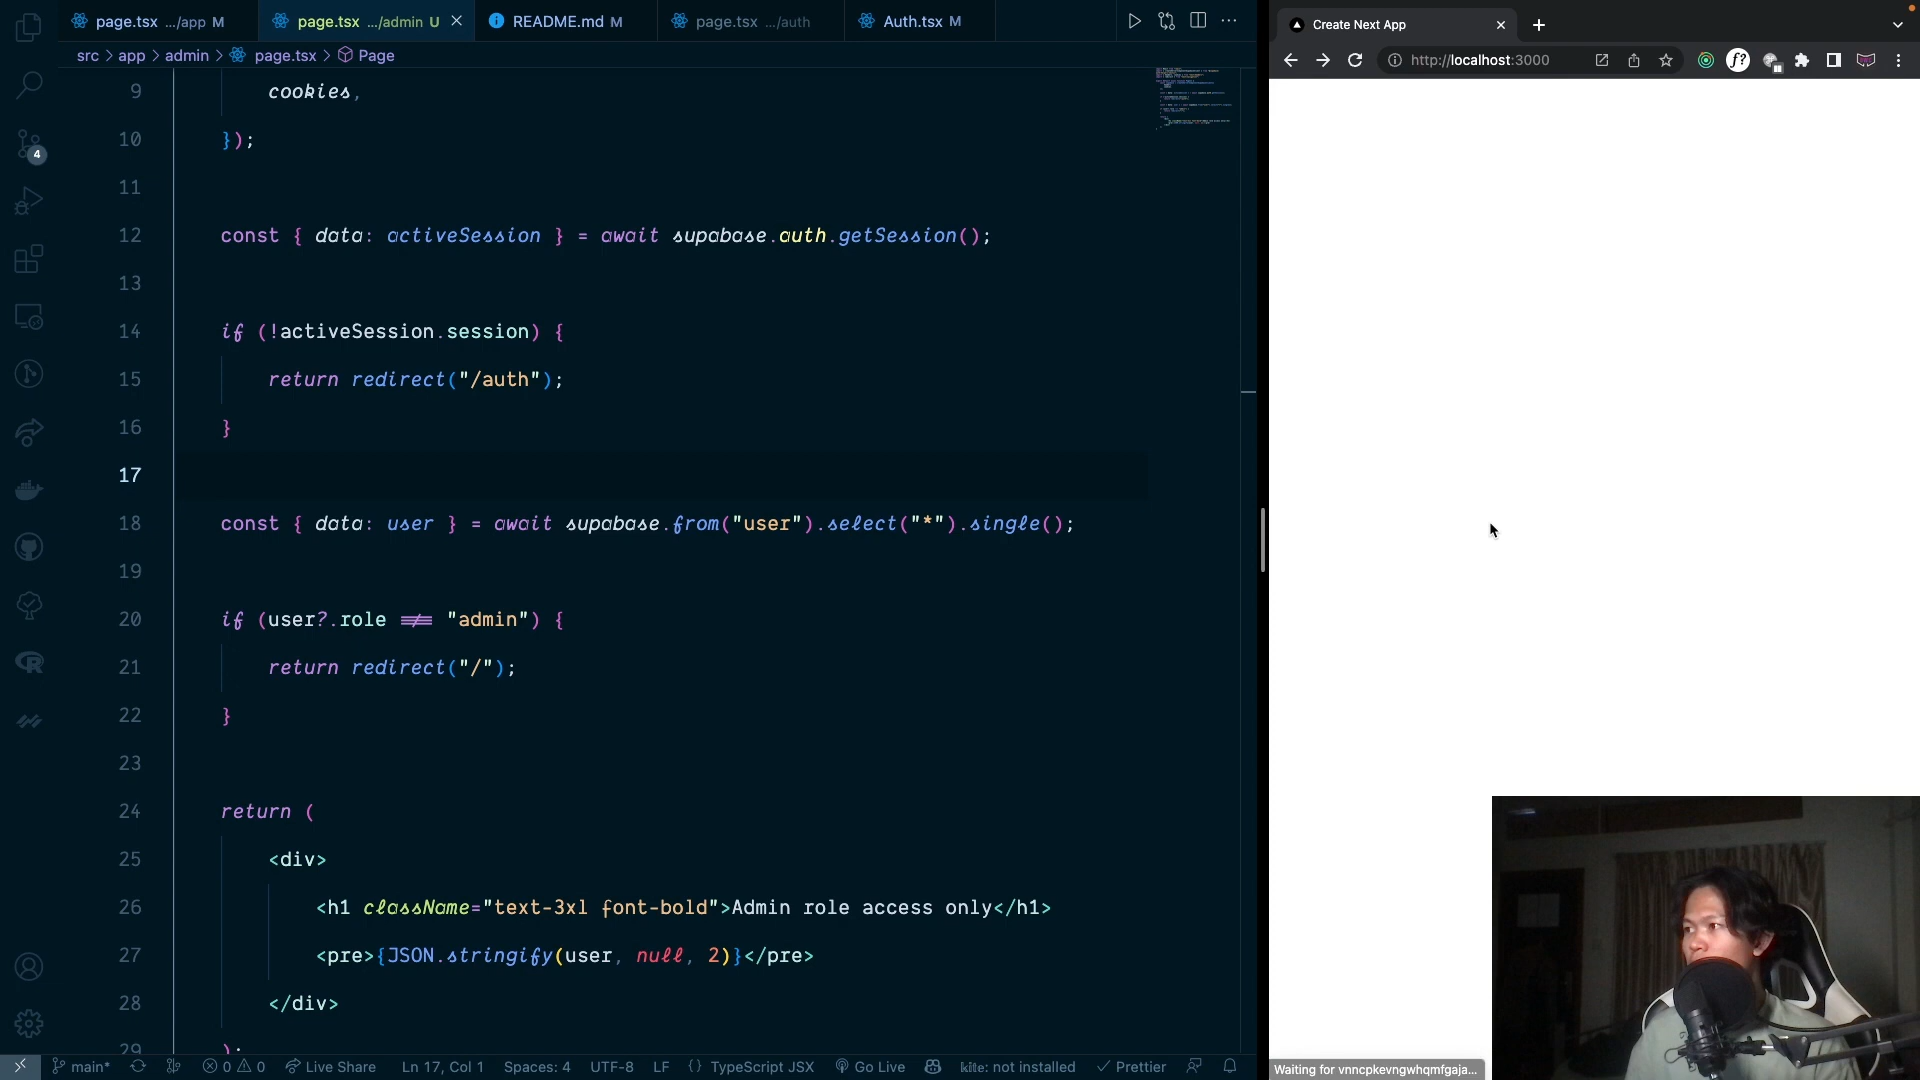 page.tsx .../app M
page.tsx .../admin U
README.md M
page.tsx .../auth
Auth.tsx M
src > app > admin > page.tsx > Page
9 cookies,
10 });
11
12 const { data: activeSession } = await supabase.auth.getSession();
13
14 if (!activeSession.session) {
15 return redirect("/auth");
16 }
17
18 const { data: user } = await supabase.from("user").select("*").single();
19
20 if (user?.role !== "admin") {
21 return redirect("/");
22 }
23
24 return (
25 <div>
26 <h1 className="text-3xl font-bold">Admin role access only</h1>
27 <pre>{JSON.stringify(user, null, 2)}</pre>
28 </div>
29 );
4
main* 0 0 Live Share Ln 17, Col 1 Spaces: 4 UTF-8 LF {} TypeScript JSX Go Live kite: not installed Prettier
Create Next App
http://localhost:3000
f?
Waiting for vnncpkevngwhqmfgaja...